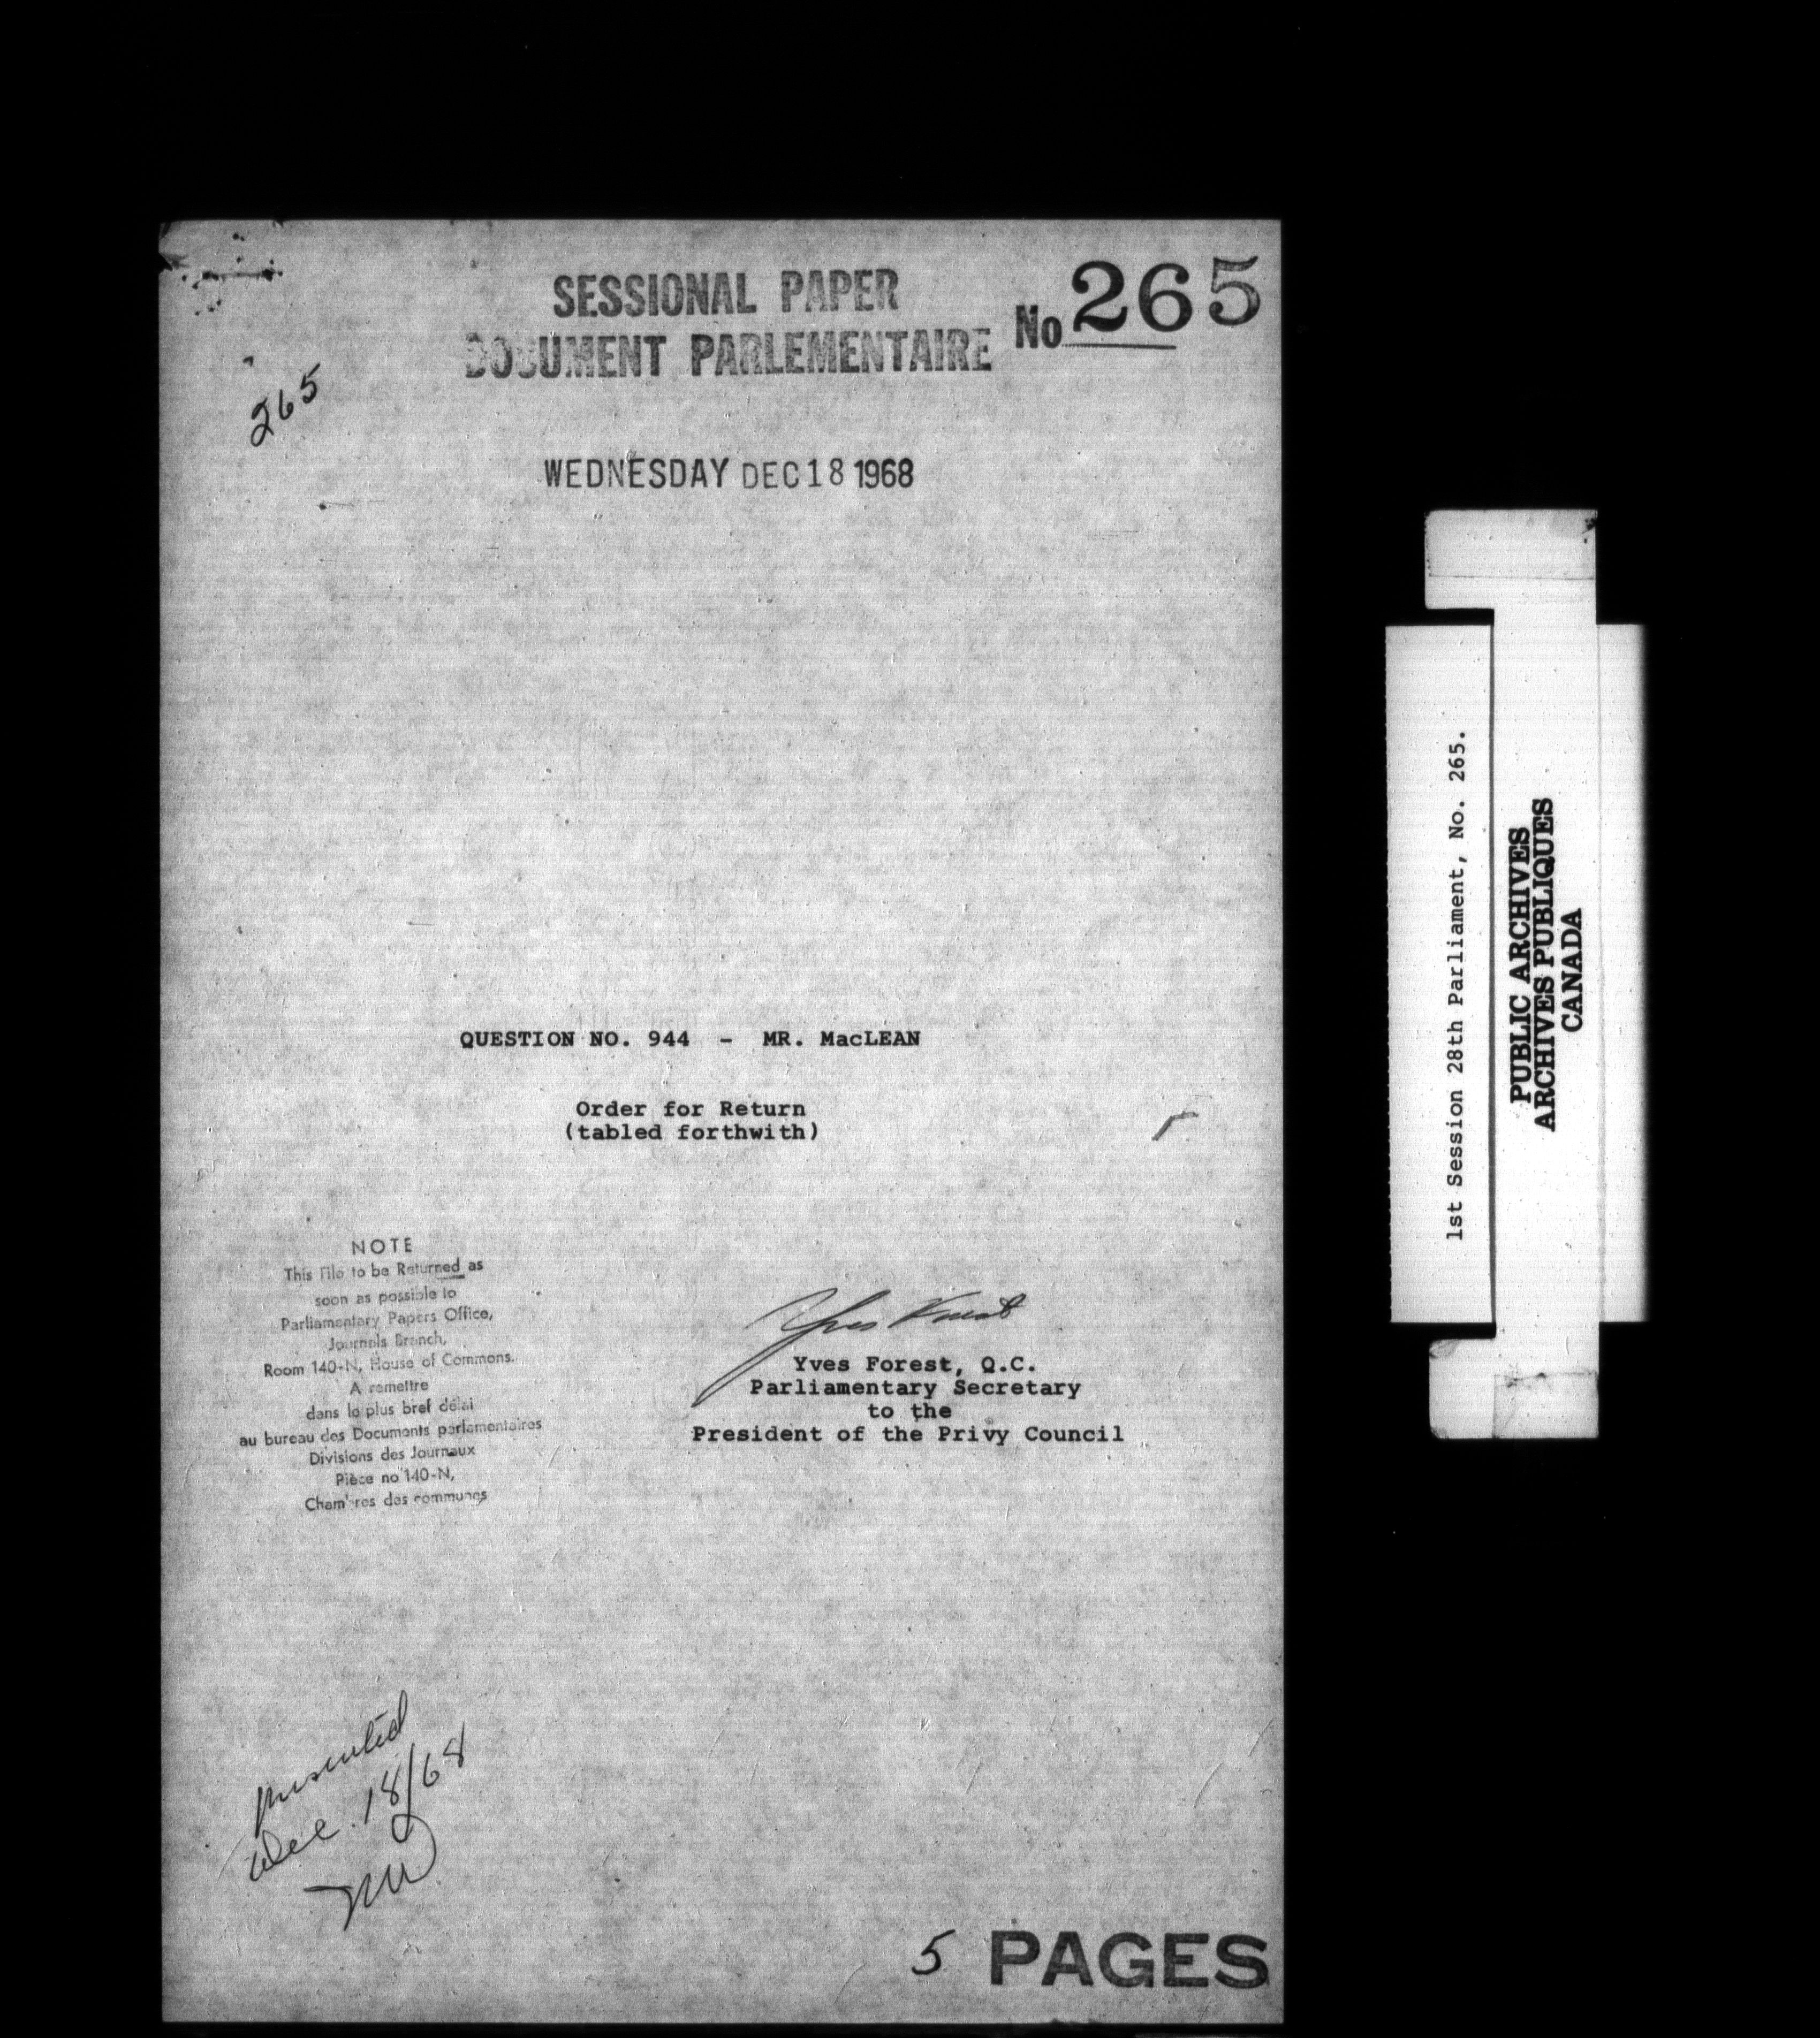 SESSIONAL PAPER
DOCUMENT PARLEMENTAIRE
No 265
265
WEDNESDAY DEC 18 1968
QUESTION NO. 944 - MR. MacLEAN
Order for Return
(tabled forthwith)
NOTE
This File to be Returned as
soon as possible to
Parliamentary Papers Office,
Journals Branch,
Room 140-N, House of Commons.
A remettre
dans le plus bref délai
au bureau des Documents parlementaires
Divisions des Journaux
Pièce no 140-N,
Chambres des communes
Yves Forest
Yves Forest, Q.C.
Parliamentary Secretary
to the
President of the Privy Council
presented
Dec. 18/68
5 PAGES
1st Session 28th Parliament, No. 265.
PUBLIC ARCHIVES
ARCHIVES PUBLIQUES
CANADA